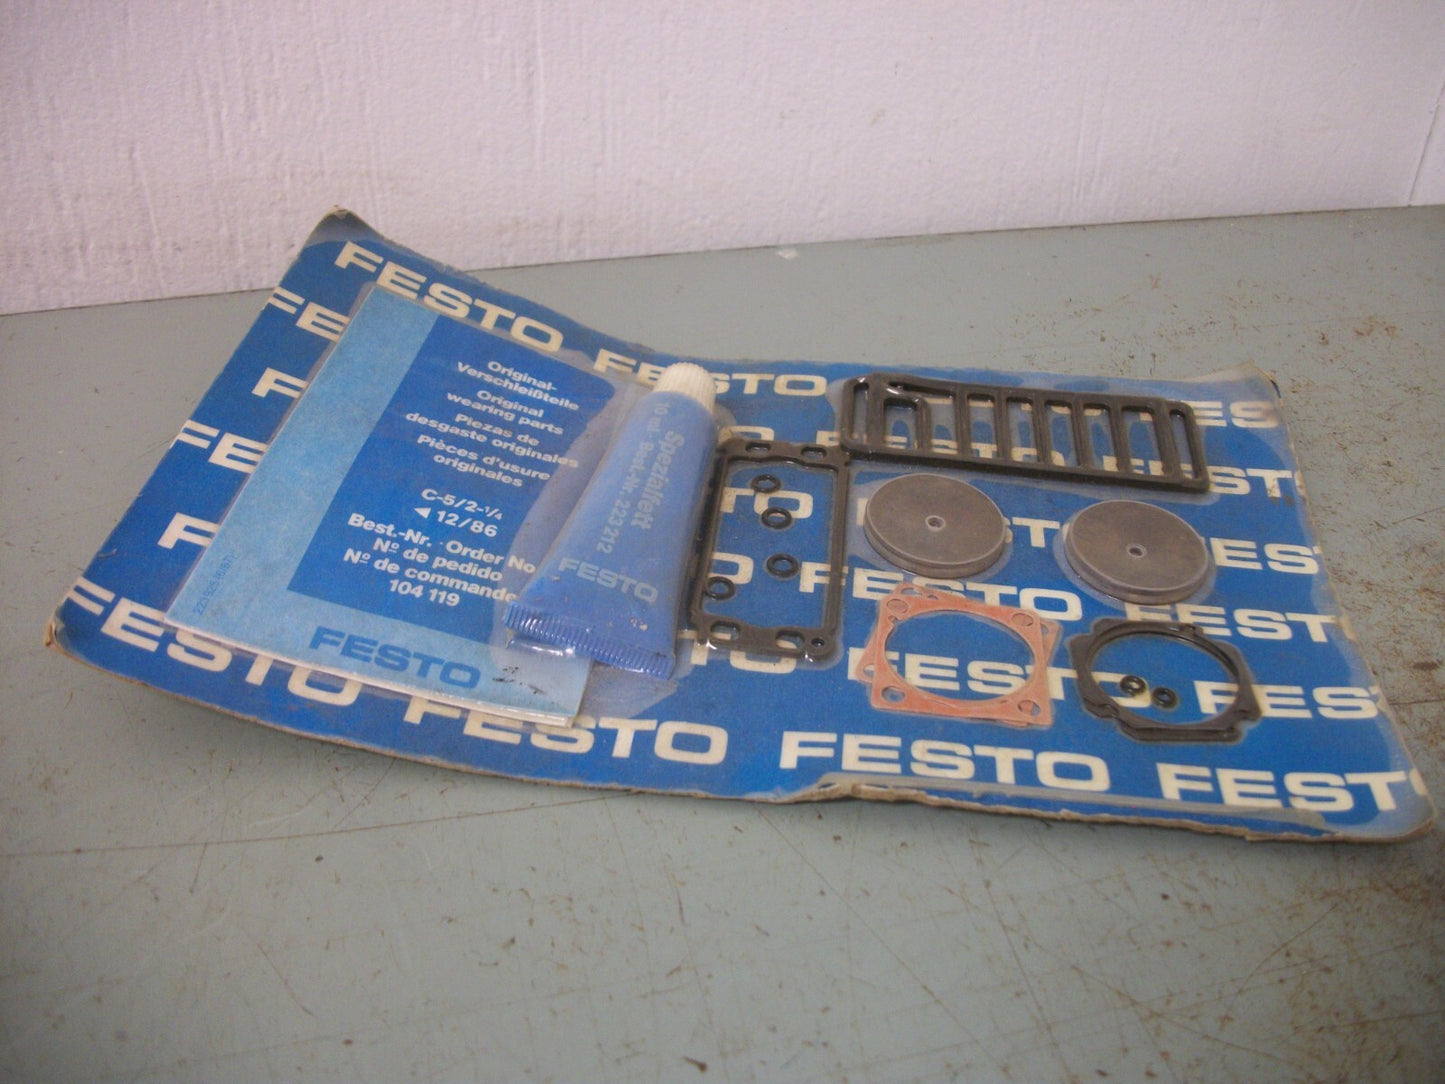 FESTO
FESTO
Original-
Verschleißteile
Original
wearing parts
Piezas de
desgaste originales
Pièces d'usure
originales
C-5/2-1/4
◄ 12/86
Best.-Nr. · Order No.
Nº de pedido
Nº de commande
104 119
FESTO
Spezialfett
10 ml. Best.-Nr. 223 212
FESTO
FESTO
FESTO
FESTO
FESTO
FESTO
FESTO